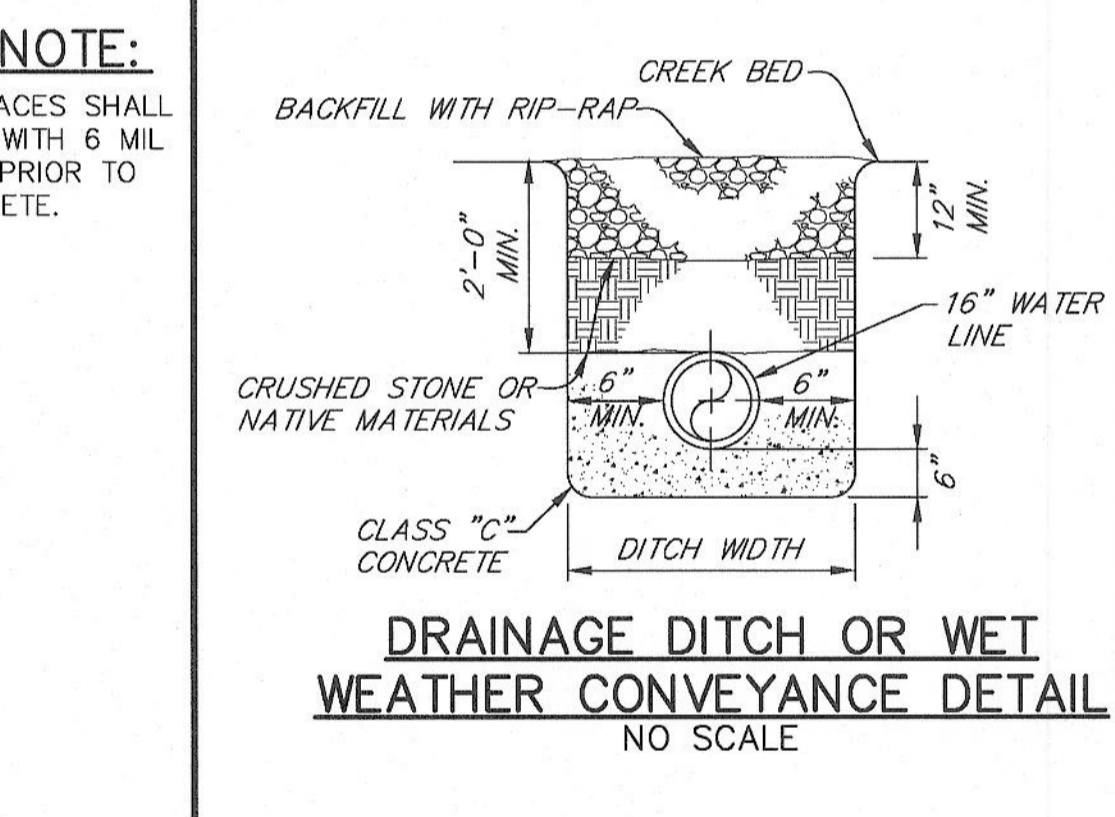 NOTE:
ACES SHALL
WITH 6 MIL
PRIOR TO
ETE.
CREEK BED
BACKFILL WITH RIP-RAP
2'-0"
MIN.
12"
MIN.
16" WATER
LINE
CRUSHED STONE OR
NATIVE MATERIALS
6"
MIN.
6"
MIN.
6"
CLASS "C"
CONCRETE
DITCH WIDTH
DRAINAGE DITCH OR WET
WEATHER CONVEYANCE DETAIL
NO SCALE